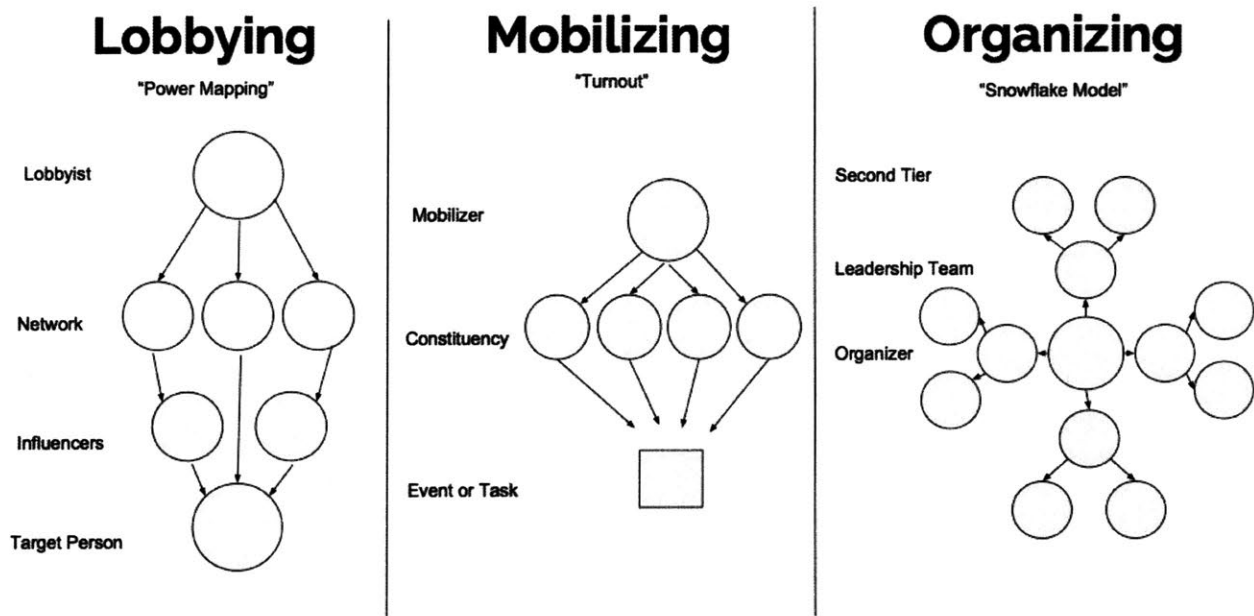 Lobbying
"Power Mapping"
Lobbyist
Network
Influencers
Target Person
Mobilizing
"Turnout"
Mobilizer
Constituency
Event or Task
Organizing
"Snowflake Model"
Second Tier
Leadership Team
Organizer